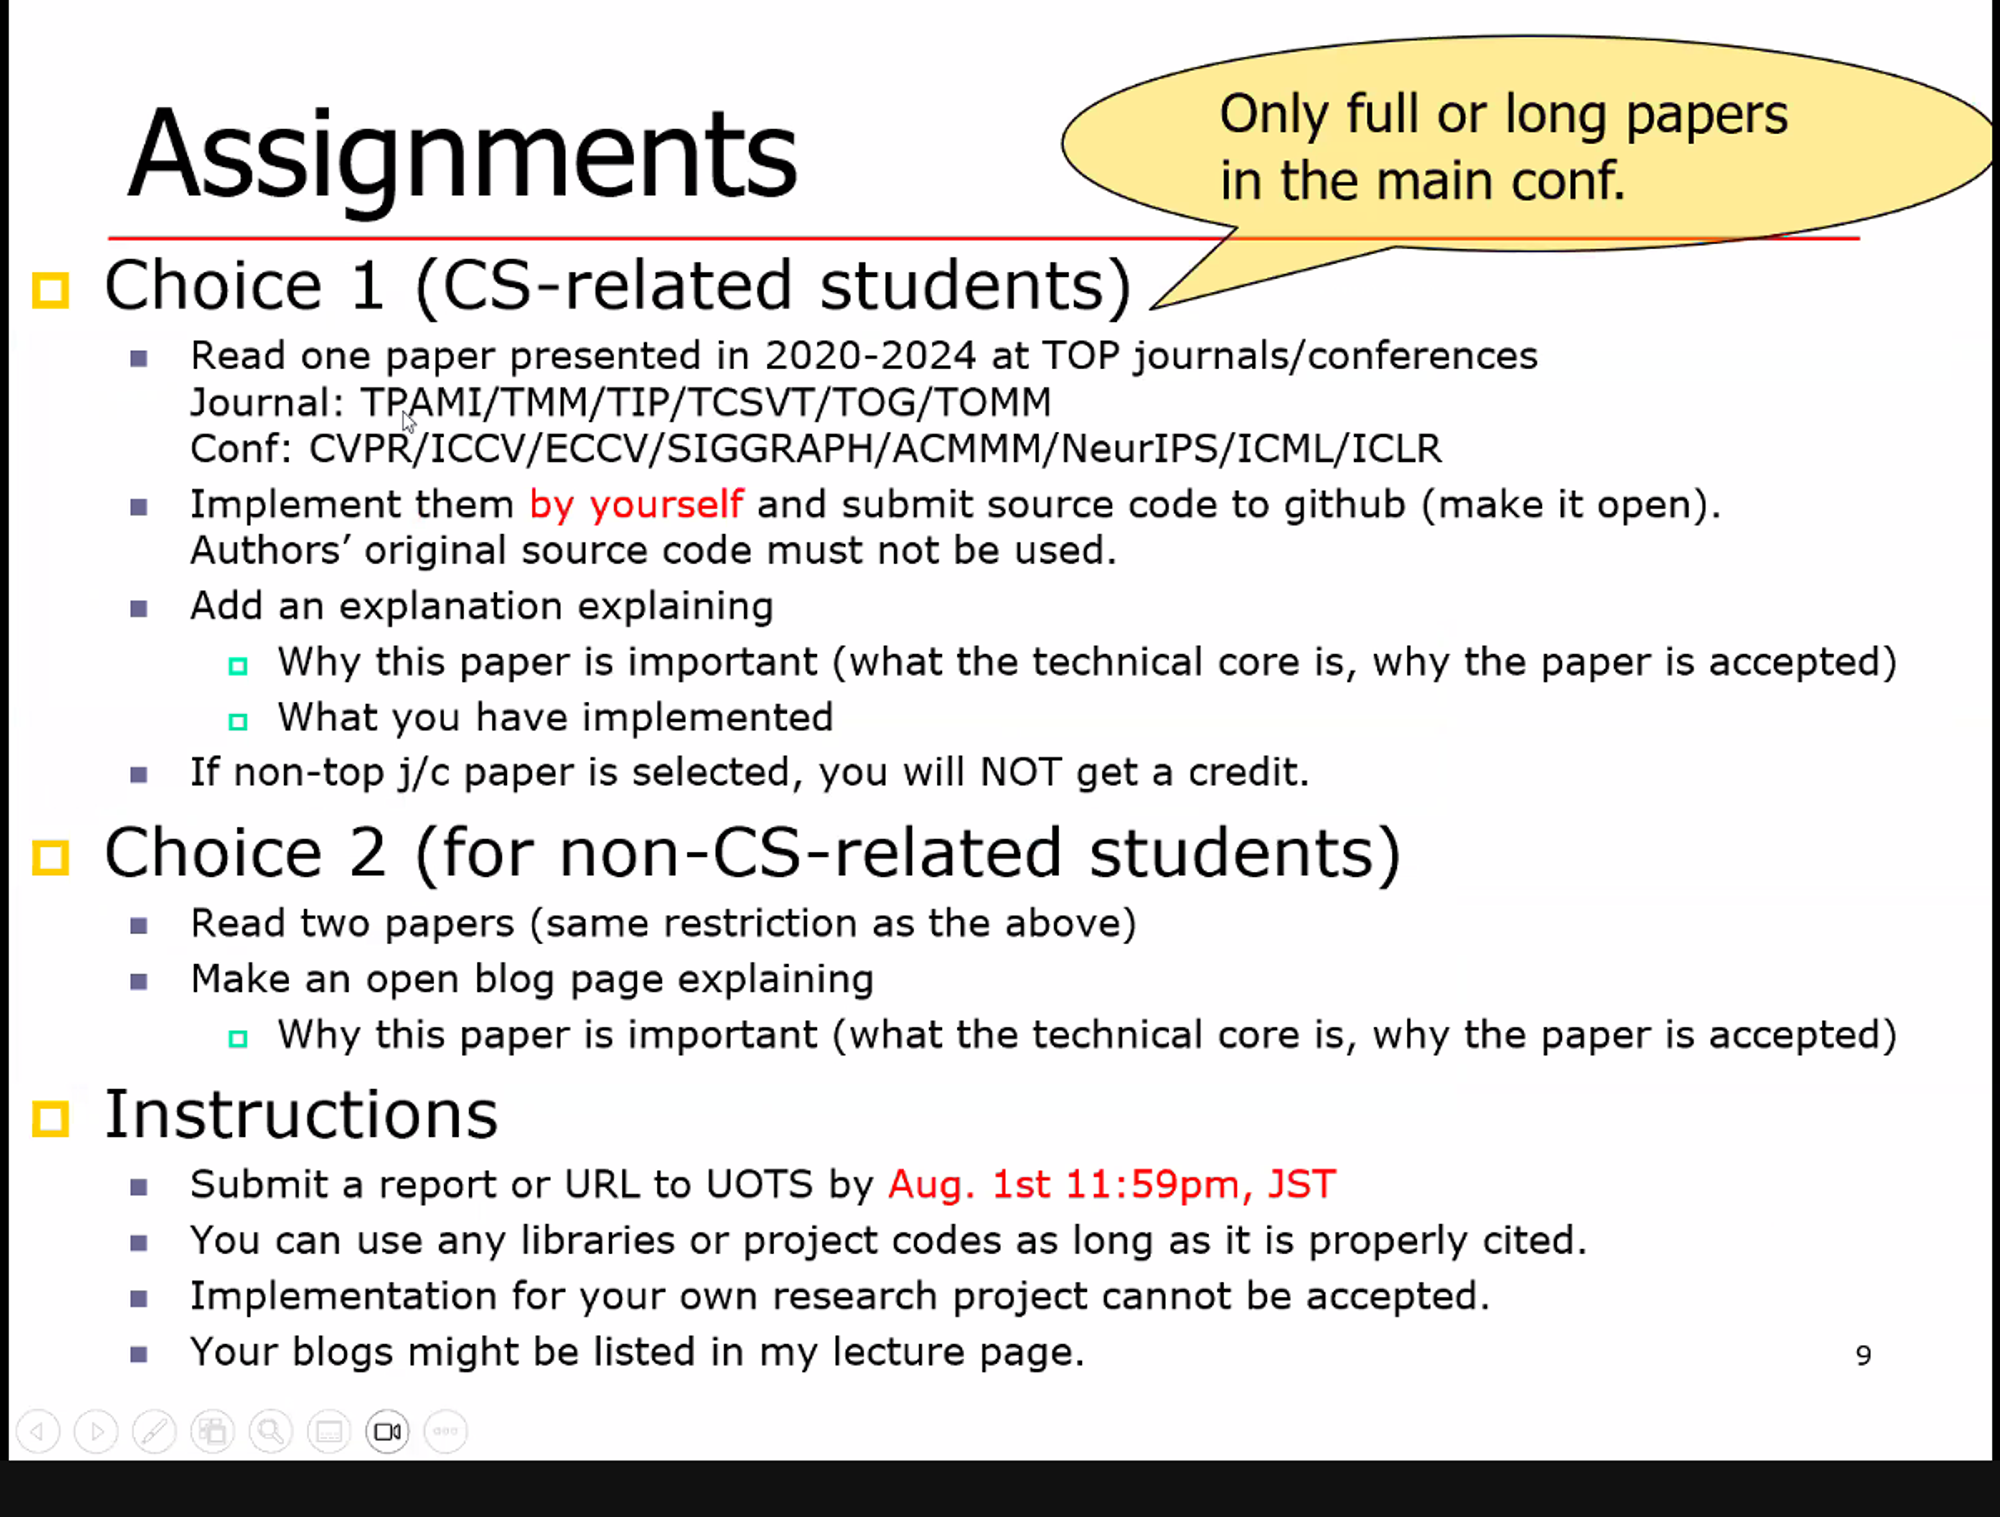 Only full or long papers
in the main conf.
Assignments
Choice 1 (CS-related students)
Read one paper presented in 2020-2024 at TOP journals/conferences
Journal: TPAMI/TMM/TIP/TCSVT/TOG/TOMM
Conf: CVPR/ICCV/ECCV/SIGGRAPH/ACMMM/NeurIPS/ICML/ICLR
Implement them by yourself and submit source code to github (make it open).
Authors’ original source code must not be used.
Add an explanation explaining
Why this paper is important (what the technical core is, why the paper is accepted)
What you have implemented
If non-top j/c paper is selected, you will NOT get a credit.
Choice 2 (for non-CS-related students)
Read two papers (same restriction as the above)
Make an open blog page explaining
Why this paper is important (what the technical core is, why the paper is accepted)
Instructions
Submit a report or URL to UOTS by Aug. 1st 11:59pm, JST
You can use any libraries or project codes as long as it is properly cited.
Implementation for your own research project cannot be accepted.
Your blogs might be listed in my lecture page.
9